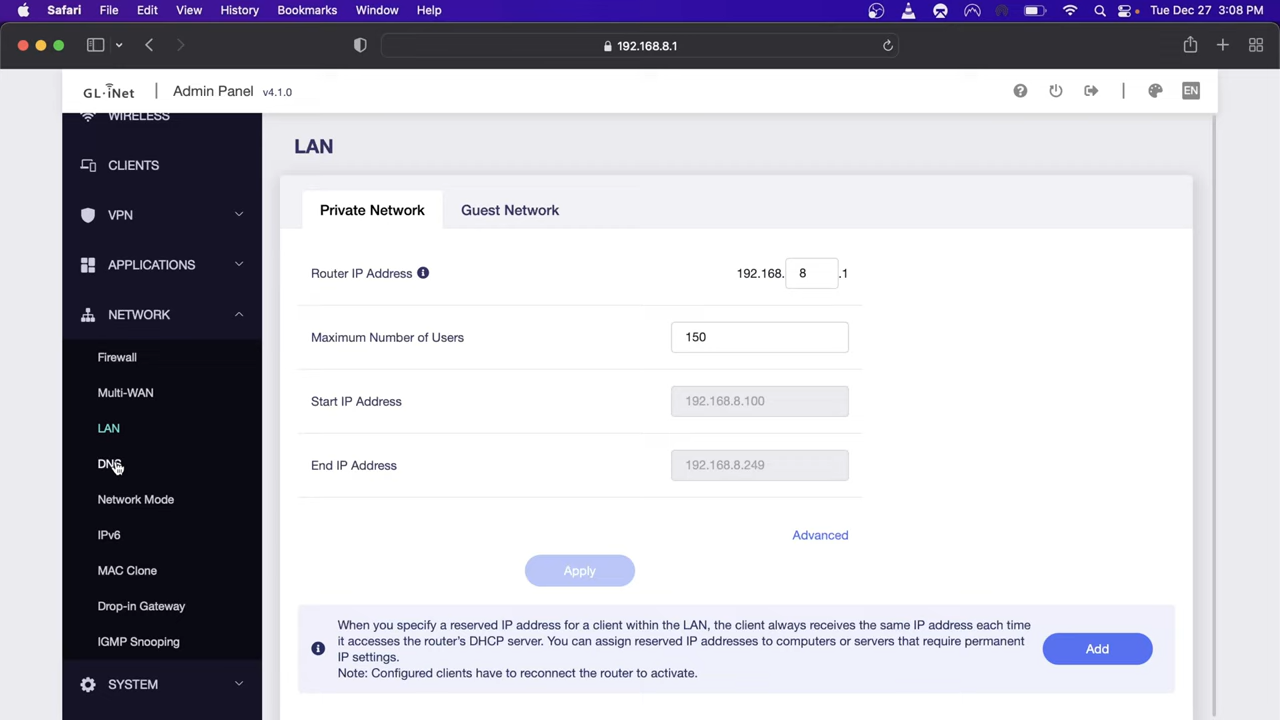 Safari File Edit View History Bookmarks Window Help Tue Dec 27 3:08 PM
192.168.8.1
GL·iNet | Admin Panel v4.1.0 EN
WIRELESS
CLIENTS
VPN
APPLICATIONS
NETWORK
Firewall
Multi-WAN
LAN
DNS
Network Mode
IPv6
MAC Clone
Drop-in Gateway
IGMP Snooping
SYSTEM
LAN
Private Network Guest Network
Router IP Address 192.168. 8 .1
Maximum Number of Users 150
Start IP Address 192.168.8.100
End IP Address 192.168.8.249
Advanced
Apply
When you specify a reserved IP address for a client within the LAN, the client always receives the same IP address each time
it accesses the router's DHCP server. You can assign reserved IP addresses to computers or servers that require permanent
IP settings.
Note: Configured clients have to reconnect the router to activate.
Add